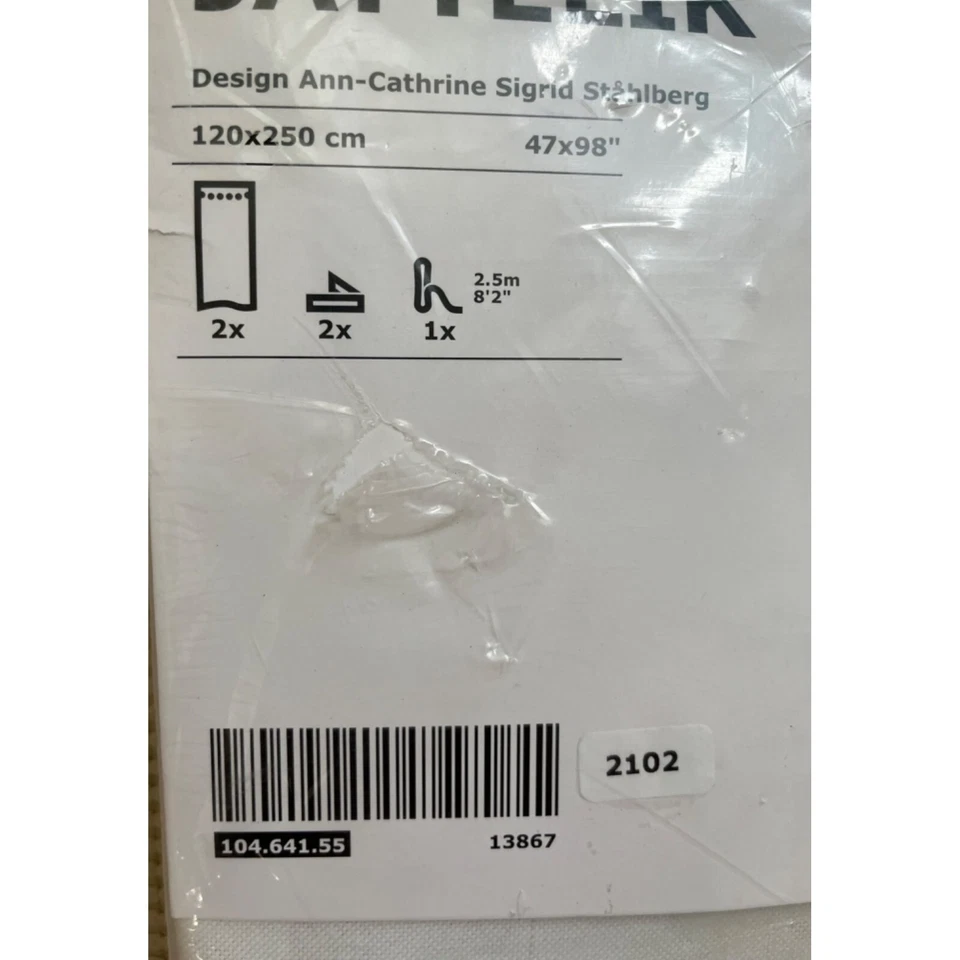 Design Ann-Cathrine Sigrid Ståhlberg
120x250 cm 47x98"
2.5m
8'2"
2x 2x 1x
2102
104.641.55 13867